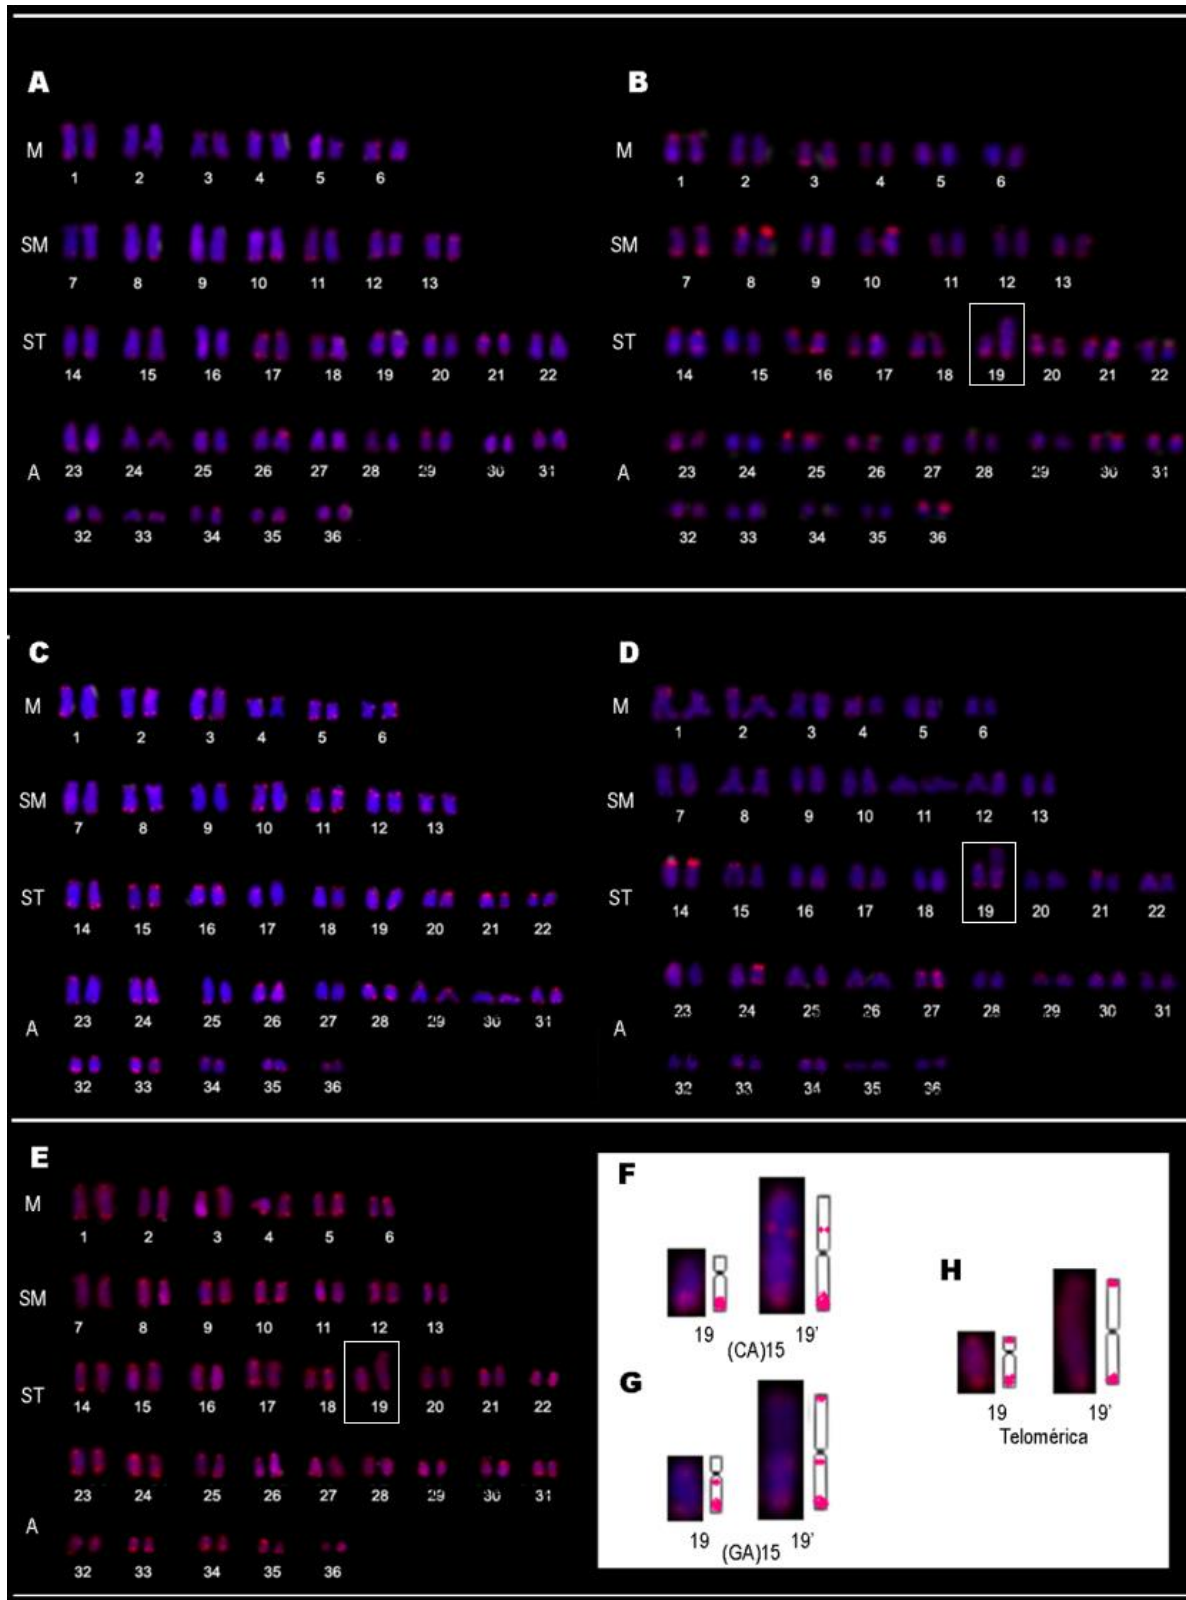 A
M
1 2 3 4 5 6
SM
7 8 9 10 11 12 13
ST
14 15 16 17 18 19 20 21 22
A
23 24 25 26 27 28 29 30 31
32 33 34 35 36
B
M
1 2 3 4 5 6
SM
7 8 9 10 11 12 13
ST
14 15 16 17 18 19 20 21 22
A
23 24 25 26 27 28 29 30 31
32 33 34 35 36
C
M
1 2 3 4 5 6
SM
7 8 9 10 11 12 13
ST
14 15 16 17 18 19 20 21 22
A
23 24 25 26 27 28 29 30 31
32 33 34 35 36
D
M
1 2 3 4 5 6
SM
7 8 9 10 11 12 13
ST
14 15 16 17 18 19 20 21 22
A
23 24 25 26 27 28 29 30 31
32 33 34 35 36
E
M
1 2 3 4 5 6
SM
7 8 9 10 11 12 13
ST
14 15 16 17 18 19 20 21 22
A
23 24 25 26 27 28 29 30 31
32 33 34 35 36
F
19 19'
(CA)15
G
19 19'
(GA)15
H
19 19'
Telomérica